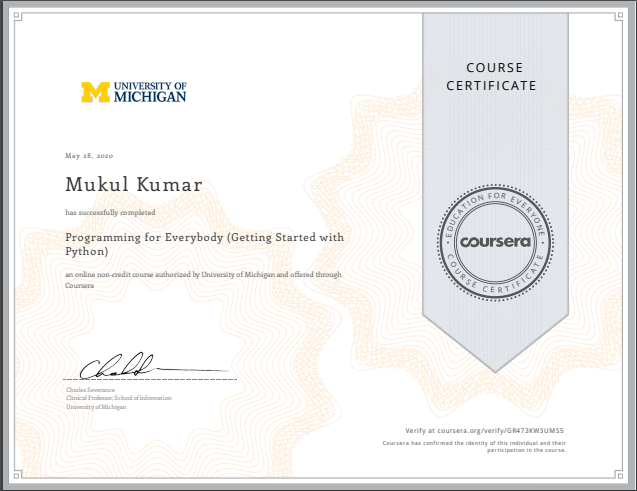 COURSE
CERTIFICATE
UNIVERSITY OF
MICHIGAN
May 28, 2020
Mukul Kumar
has successfully completed
Programming for Everybody (Getting Started with
Python)
an online non-credit course authorized by University of Michigan and offered through
Coursera
EDUCATION FOR EVERYONE
coursera
COURSE CERTIFICATE
Charles Severance
Clinical Professor, School of Information
University of Michigan
Verify at coursera.org/verify/GR473KW3UMSS
Coursera has confirmed the identity of this individual and their
participation in the course.